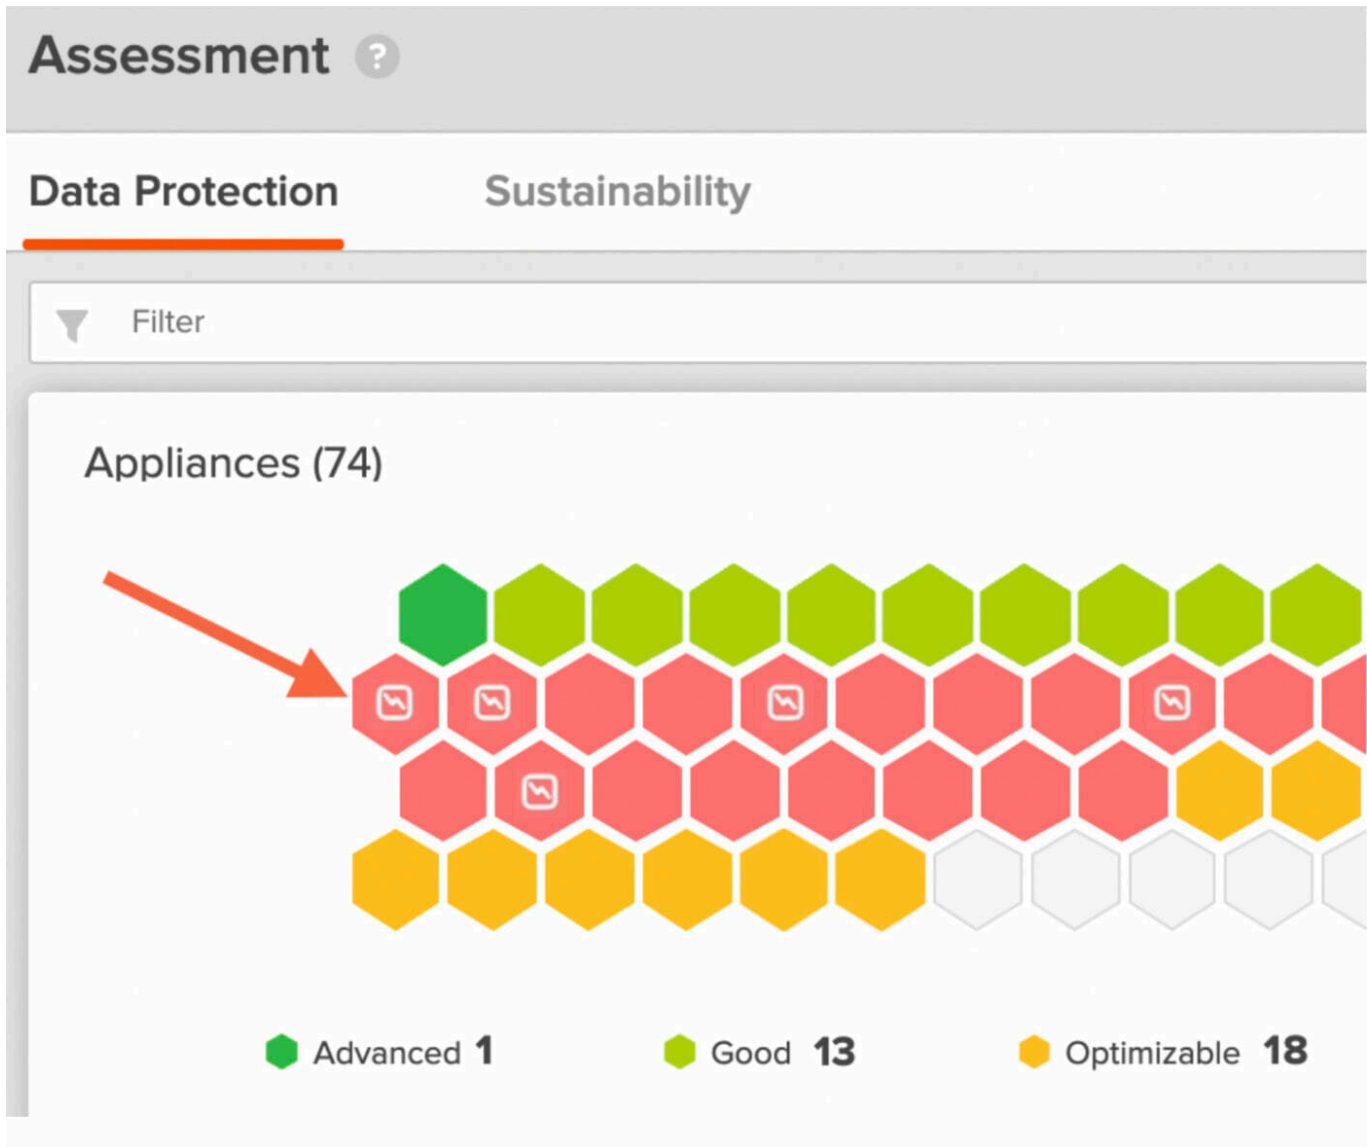 Assessment ?
Data Protection Sustainability
Filter
Appliances (74)
Advanced 1 Good 13 Optimizable 18